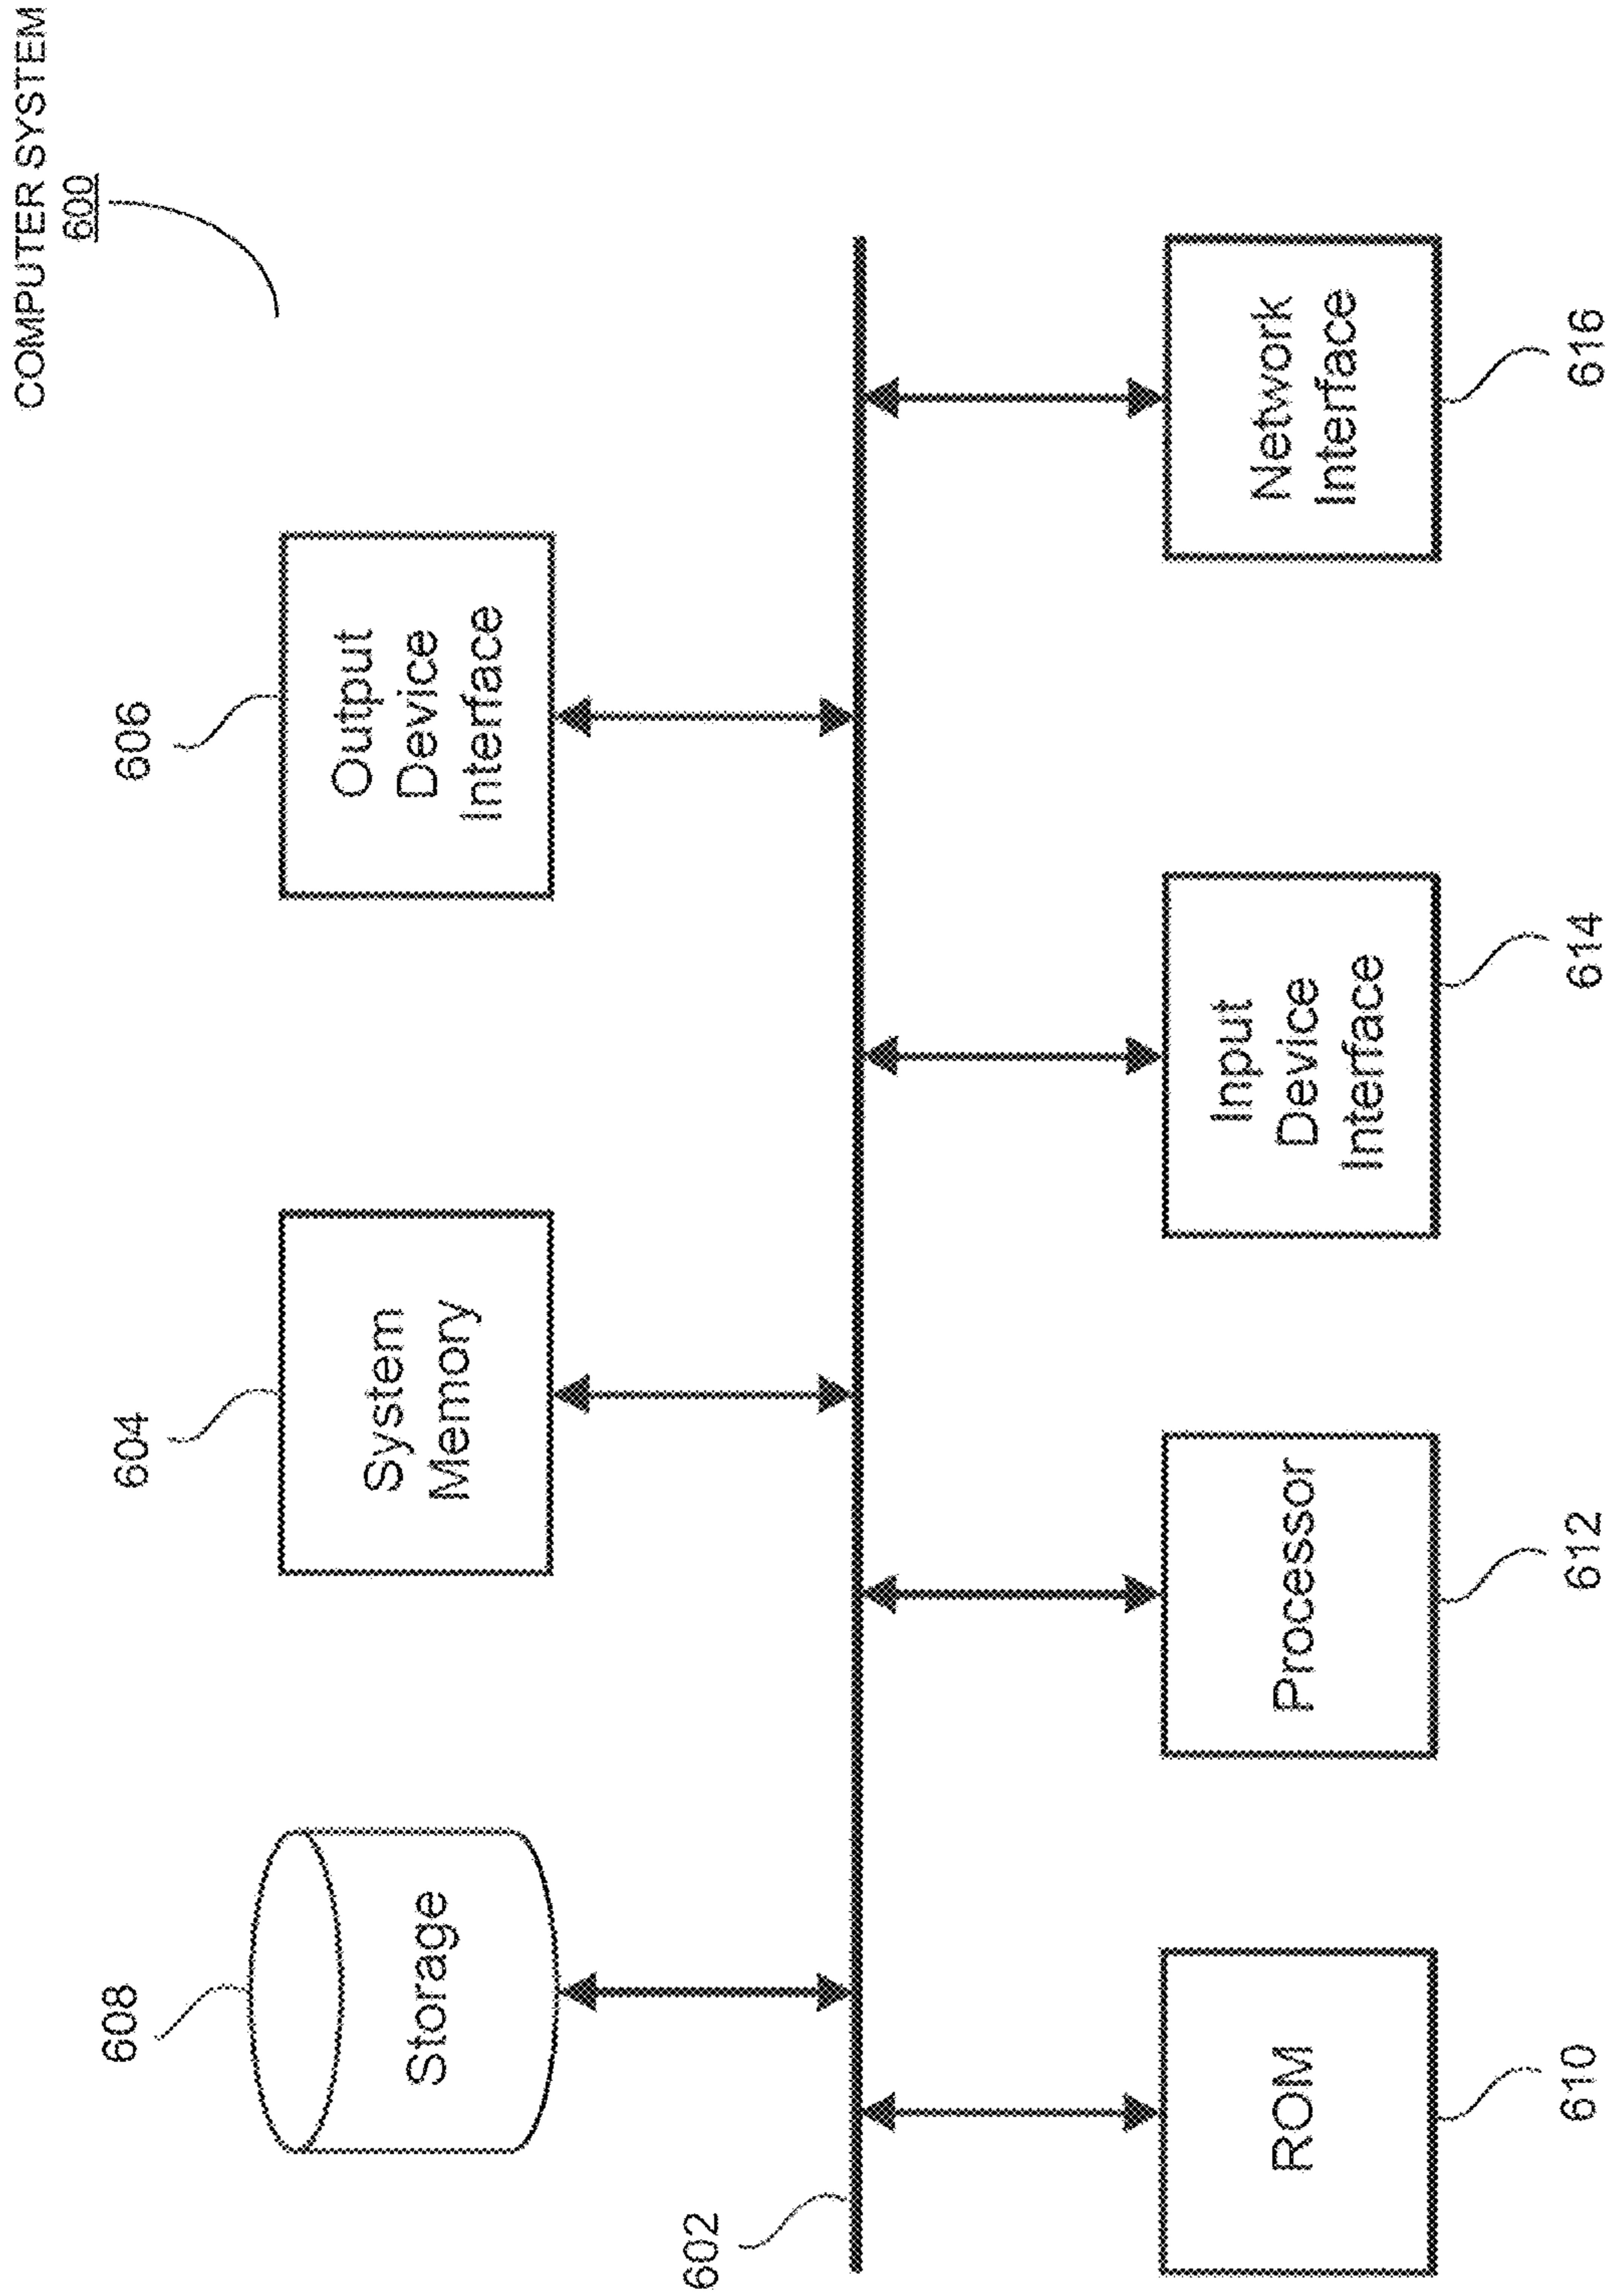 COMPUTER SYSTEM
600
608
604
606
Storage
System
Memory
Output
Device
Interface
602
ROM
Processor
Input
Device
Interface
Network
Interface
610
612
614
616